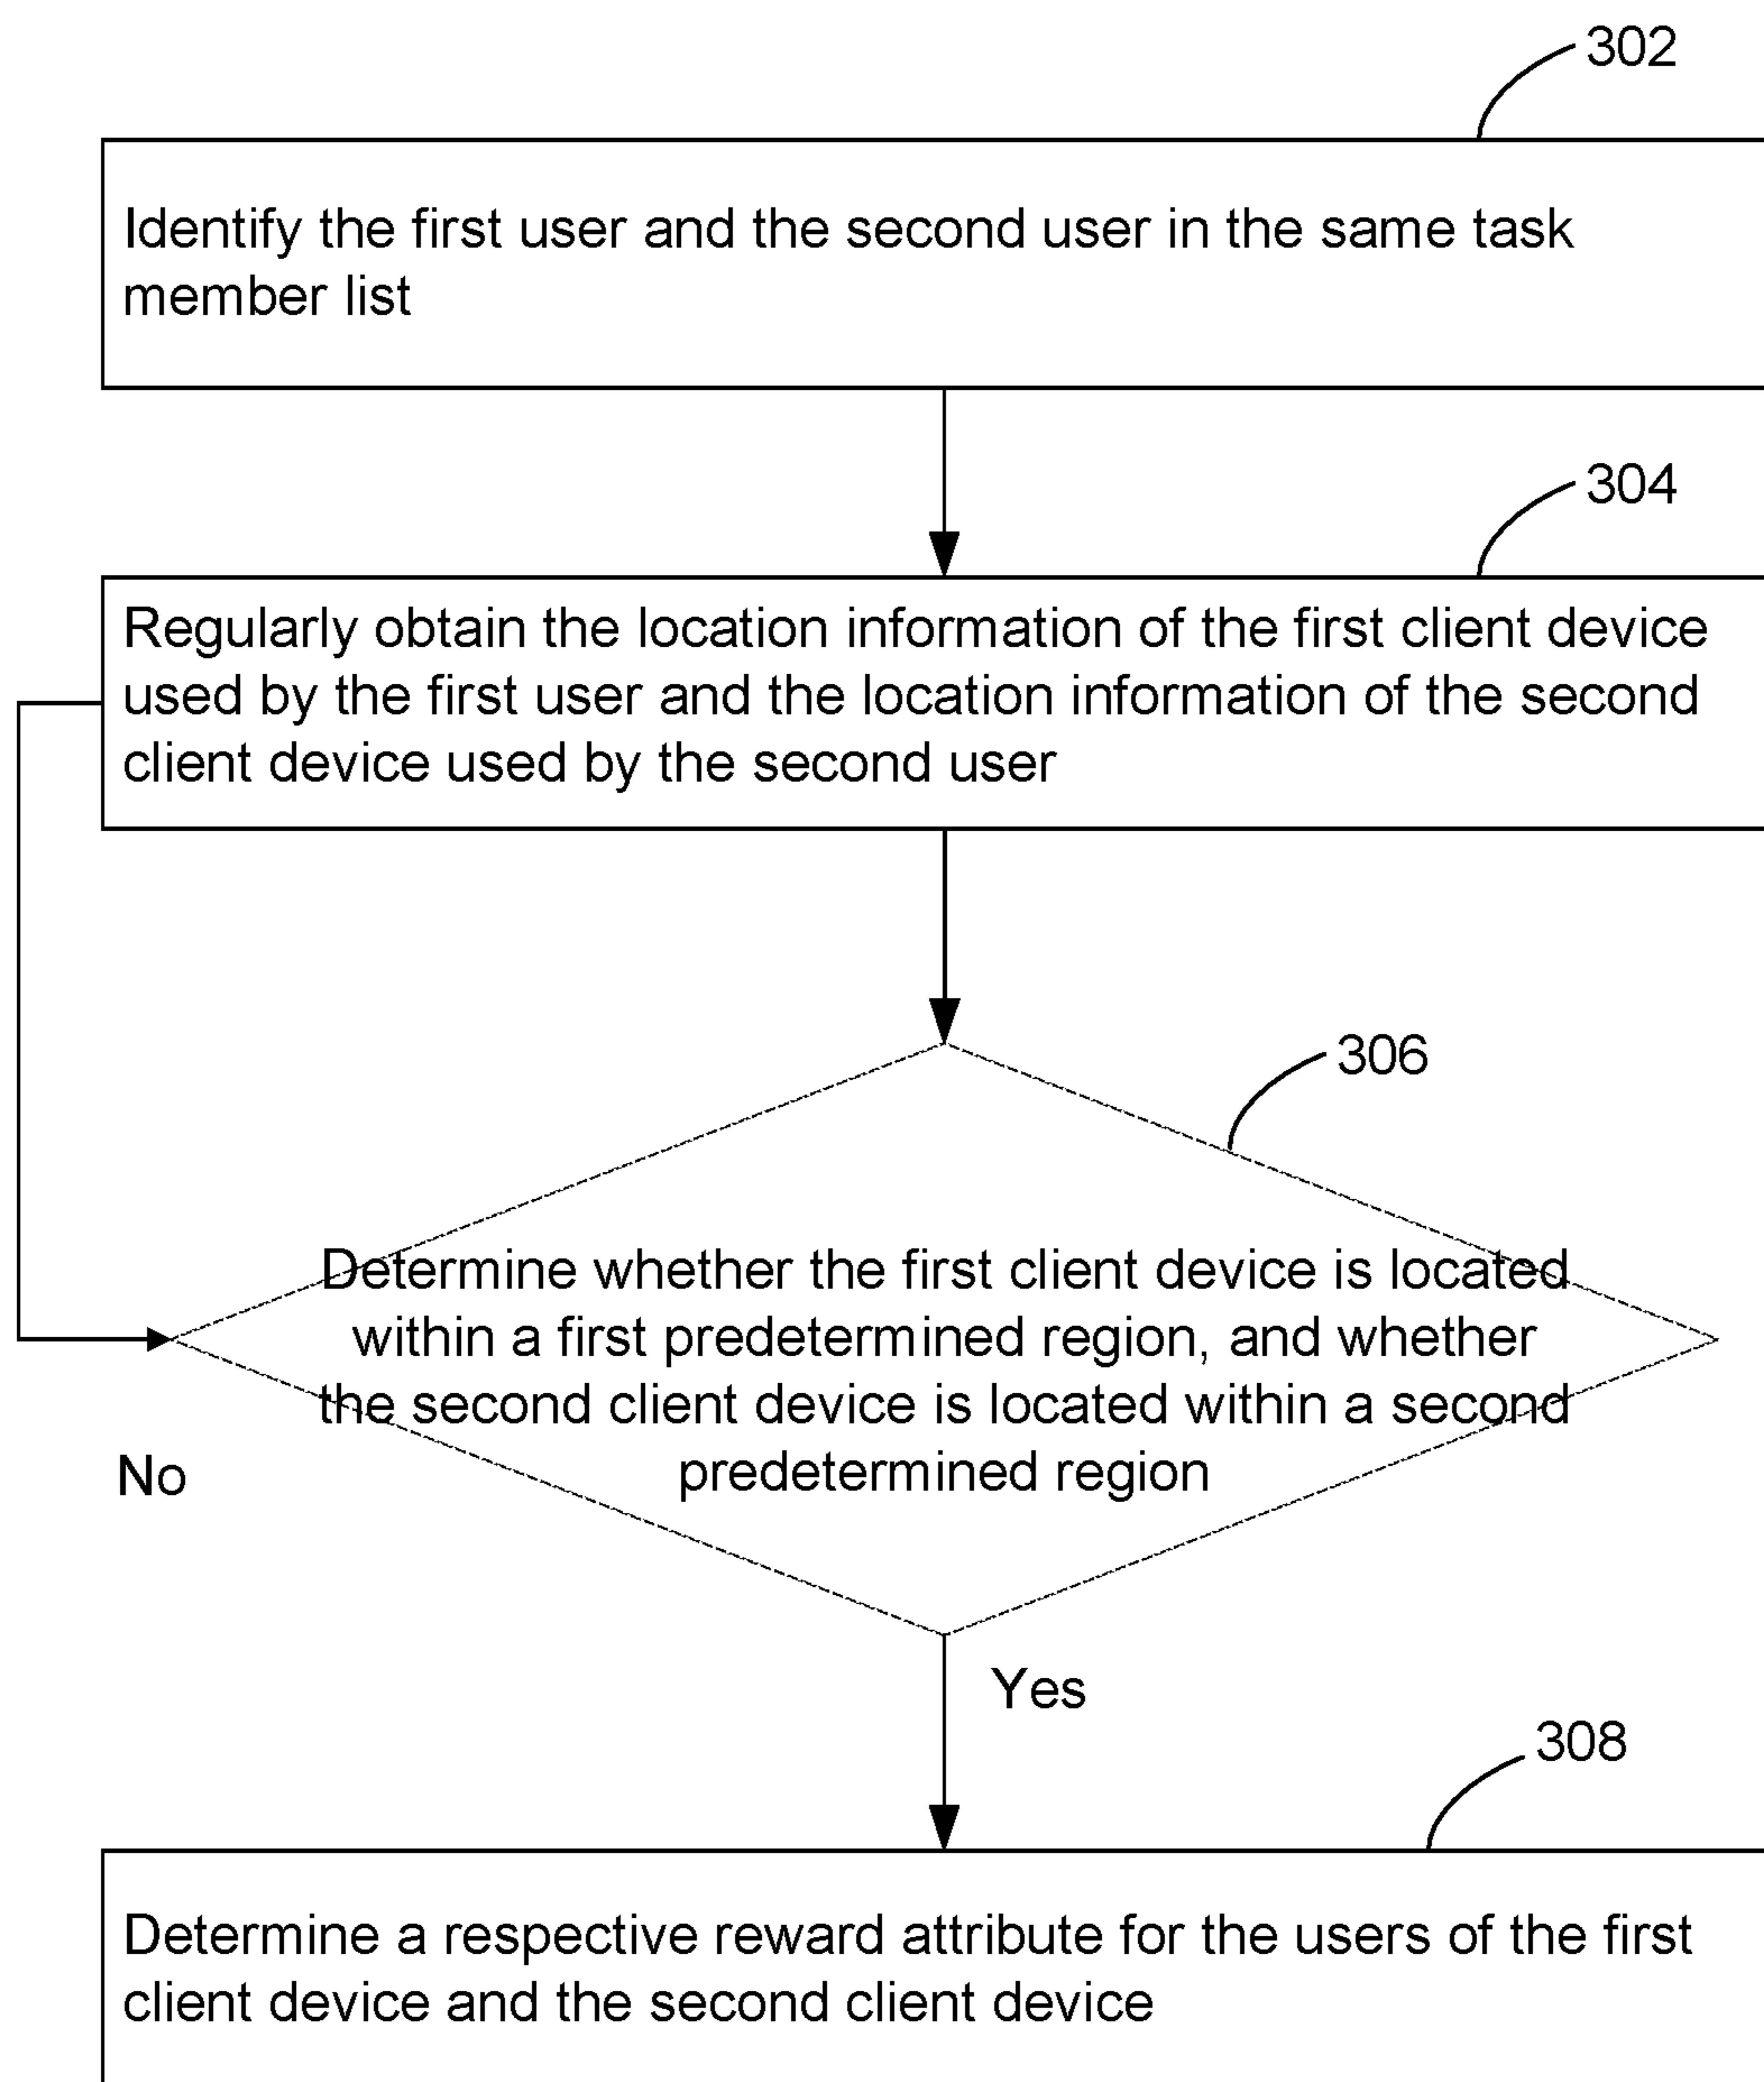 302
Identify the first user and the second user in the same task
member list
304
Regularly obtain the location information of the first client device
used by the first user and the location information of the second
client device used by the second user
306
Determine whether the first client device is located
within a first predetermined region, and whether
the second client device is located within a second
predetermined region
No
Yes
308
Determine a respective reward attribute for the users of the first
client device and the second client device